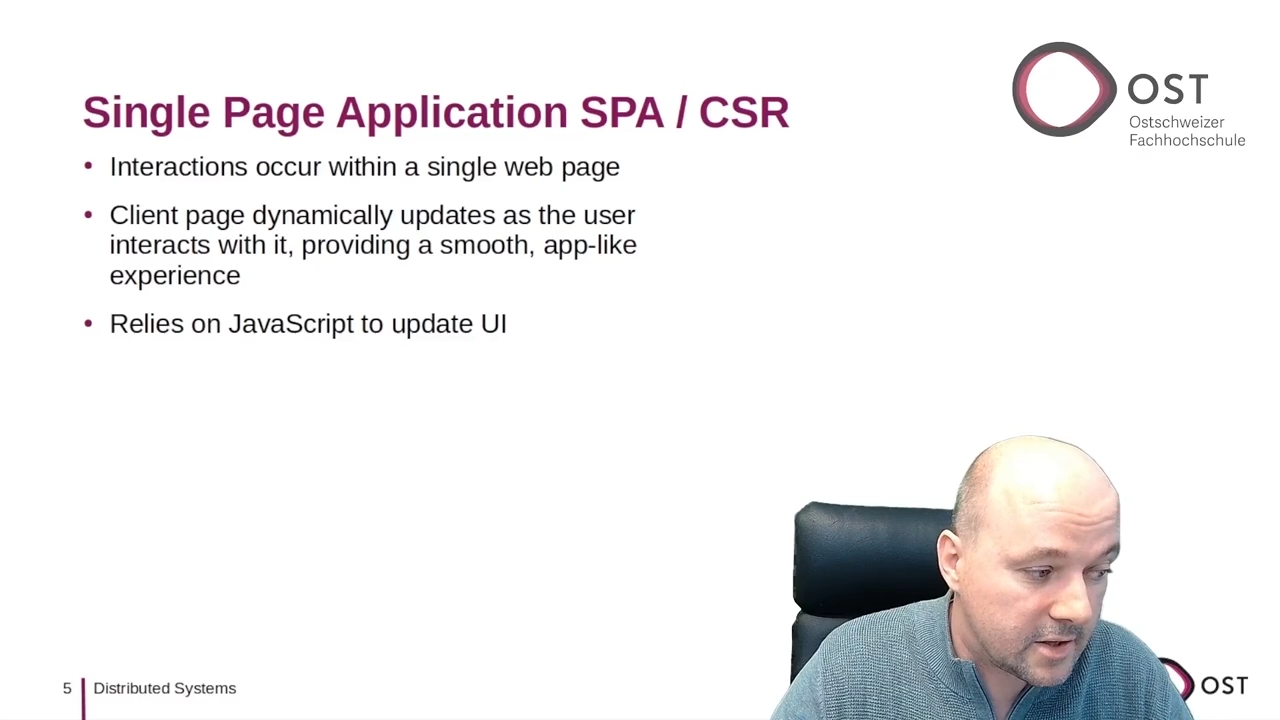 Single Page Application SPA / CSR
• Interactions occur within a single web page
• Client page dynamically updates as the user
interacts with it, providing a smooth, app-like
experience
• Relies on JavaScript to update UI
OST
Ostschweizer
Fachhochschule
5
Distributed Systems
OST